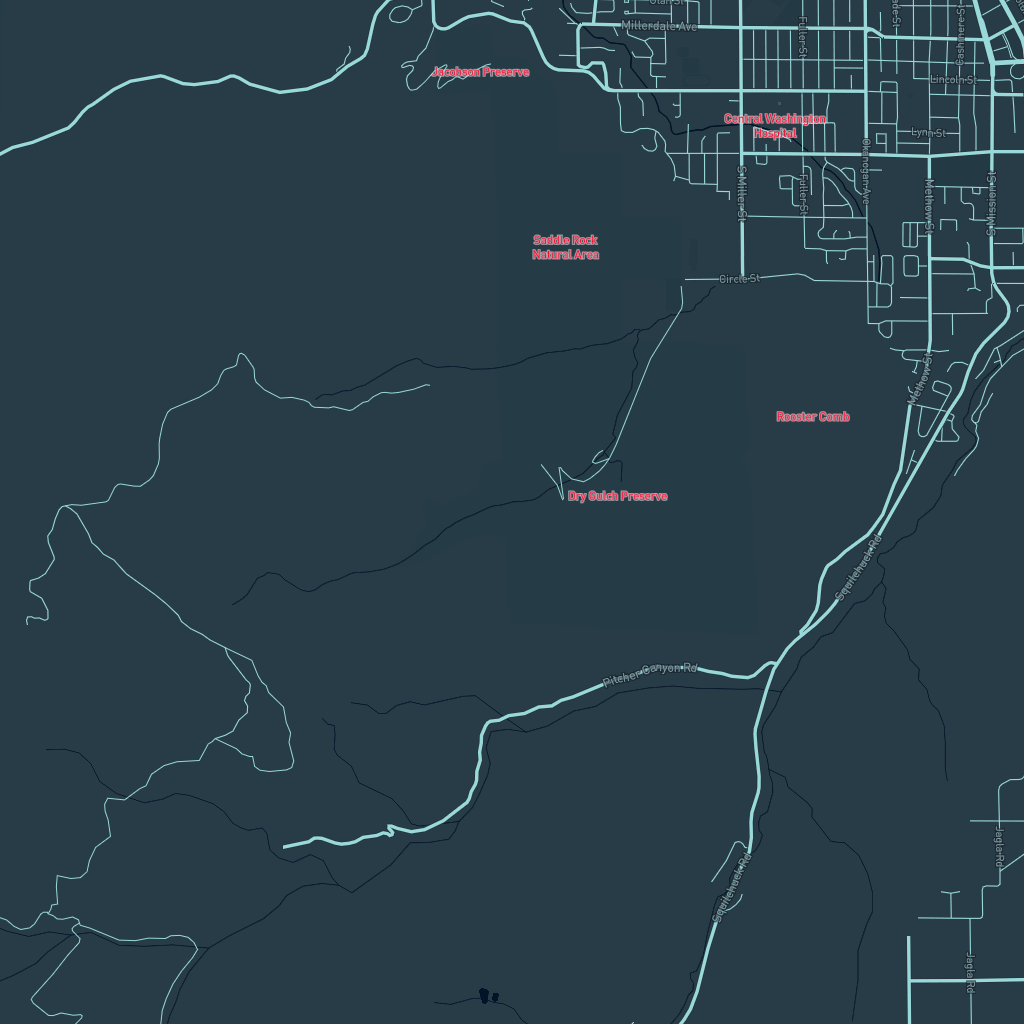 Millerdale Ave
Fuller St
Cashmere St
Jacobson Preserve
Lincoln St
Central Washington
Hospital
Lynn St
Okanogan Ave
S Miller St
Fuller St
Methow St
S Mission St
Saddle Rock
Natural Area
Circle St
Methow St
Rooster Comb
Dry Gulch Preserve
Squilchuck Rd
Pitcher Canyon Rd
Jagla Rd
Squilchuck Rd
Jagla Rd